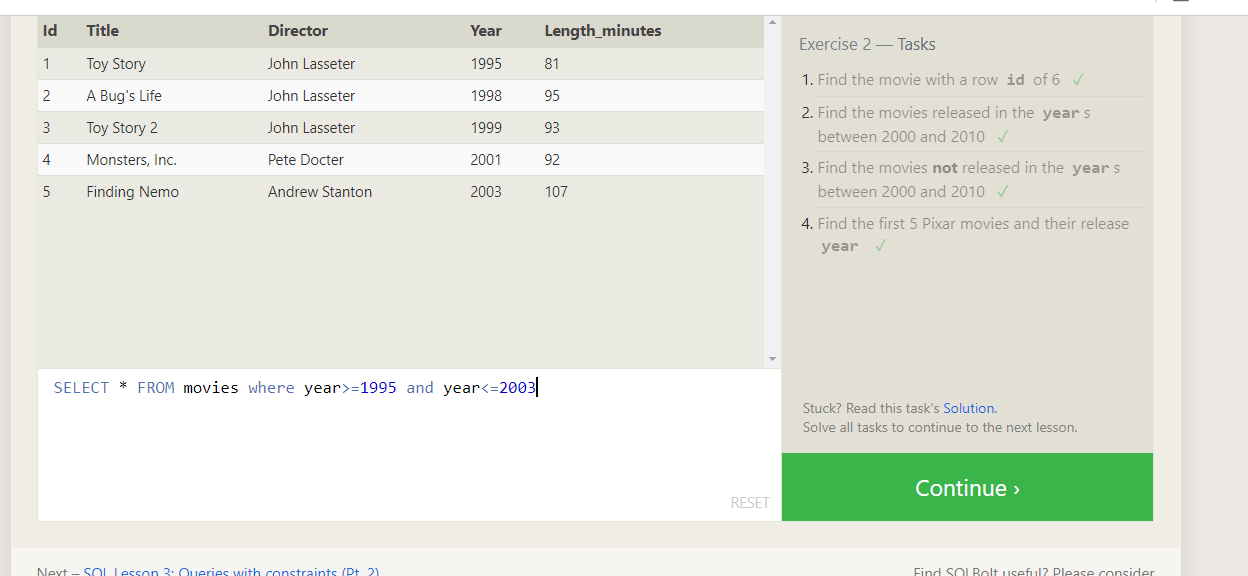 Id Title Director Year Length_minutes
1 Toy Story John Lasseter 1995 81
2 A Bug's Life John Lasseter 1998 95
3 Toy Story 2 John Lasseter 1999 93
4 Monsters, Inc. Pete Docter 2001 92
5 Finding Nemo Andrew Stanton 2003 107
SELECT * FROM movies where year>=1995 and year<=2003
RESET
Exercise 2 — Tasks
1. Find the movie with a row id of 6 ✓
2. Find the movies released in the year s
between 2000 and 2010 ✓
3. Find the movies not released in the year s
between 2000 and 2010 ✓
4. Find the first 5 Pixar movies and their release
year ✓
Stuck? Read this task's Solution.
Solve all tasks to continue to the next lesson.
Continue ›
Next – SQL Lesson 3: Queries with constraints (Pt. 2)
Find SQLBolt useful? Please consider